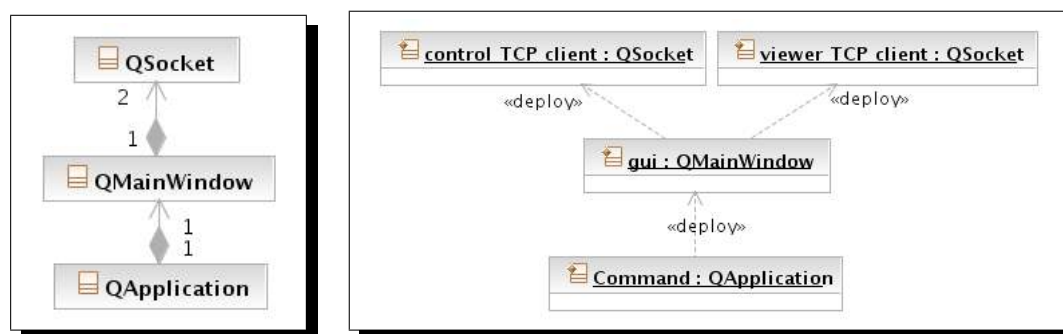 QSocket
2
1
QMainWindow
1
1
QApplication
control TCP client : QSocket
viewer TCP client : QSocket
«deploy»
«deploy»
gui : QMainWindow
«deploy»
Command : QApplication